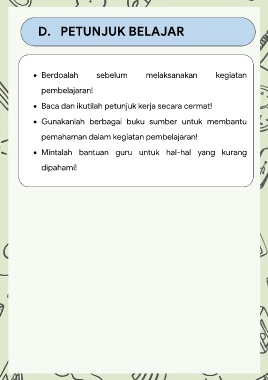 D. PETUNJUK BELAJAR
• Berdoalah sebelum melaksanakan kegiatan
pembelajaran!
• Baca dan ikutilah petunjuk kerja secara cermat!
• Gunakanlah berbagai buku sumber untuk membantu
pemahaman dalam kegiatan pembelajaran!
• Mintalah bantuan guru untuk hal-hal yang kurang
dipahami!